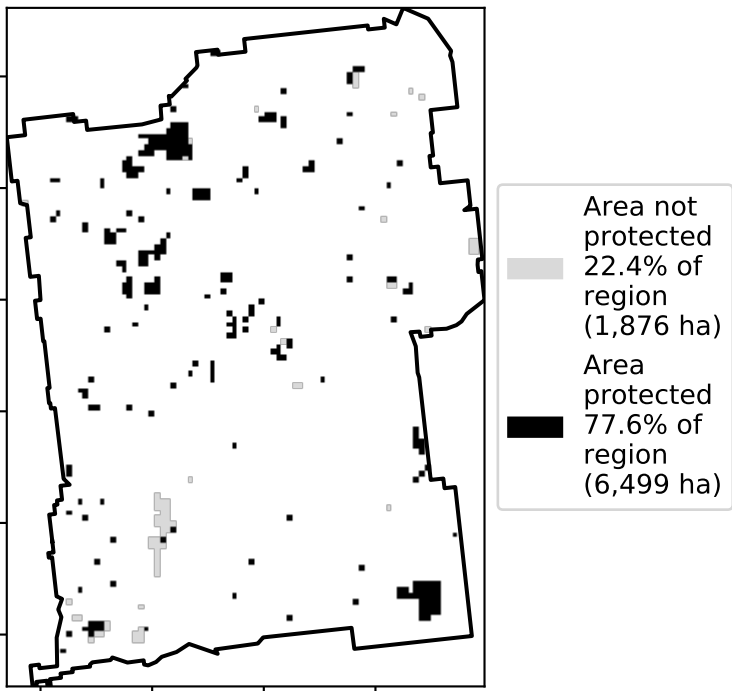 Area not
protected
22.4% of
region
(1,876 ha)
Area
protected
77.6% of
region
(6,499 ha)